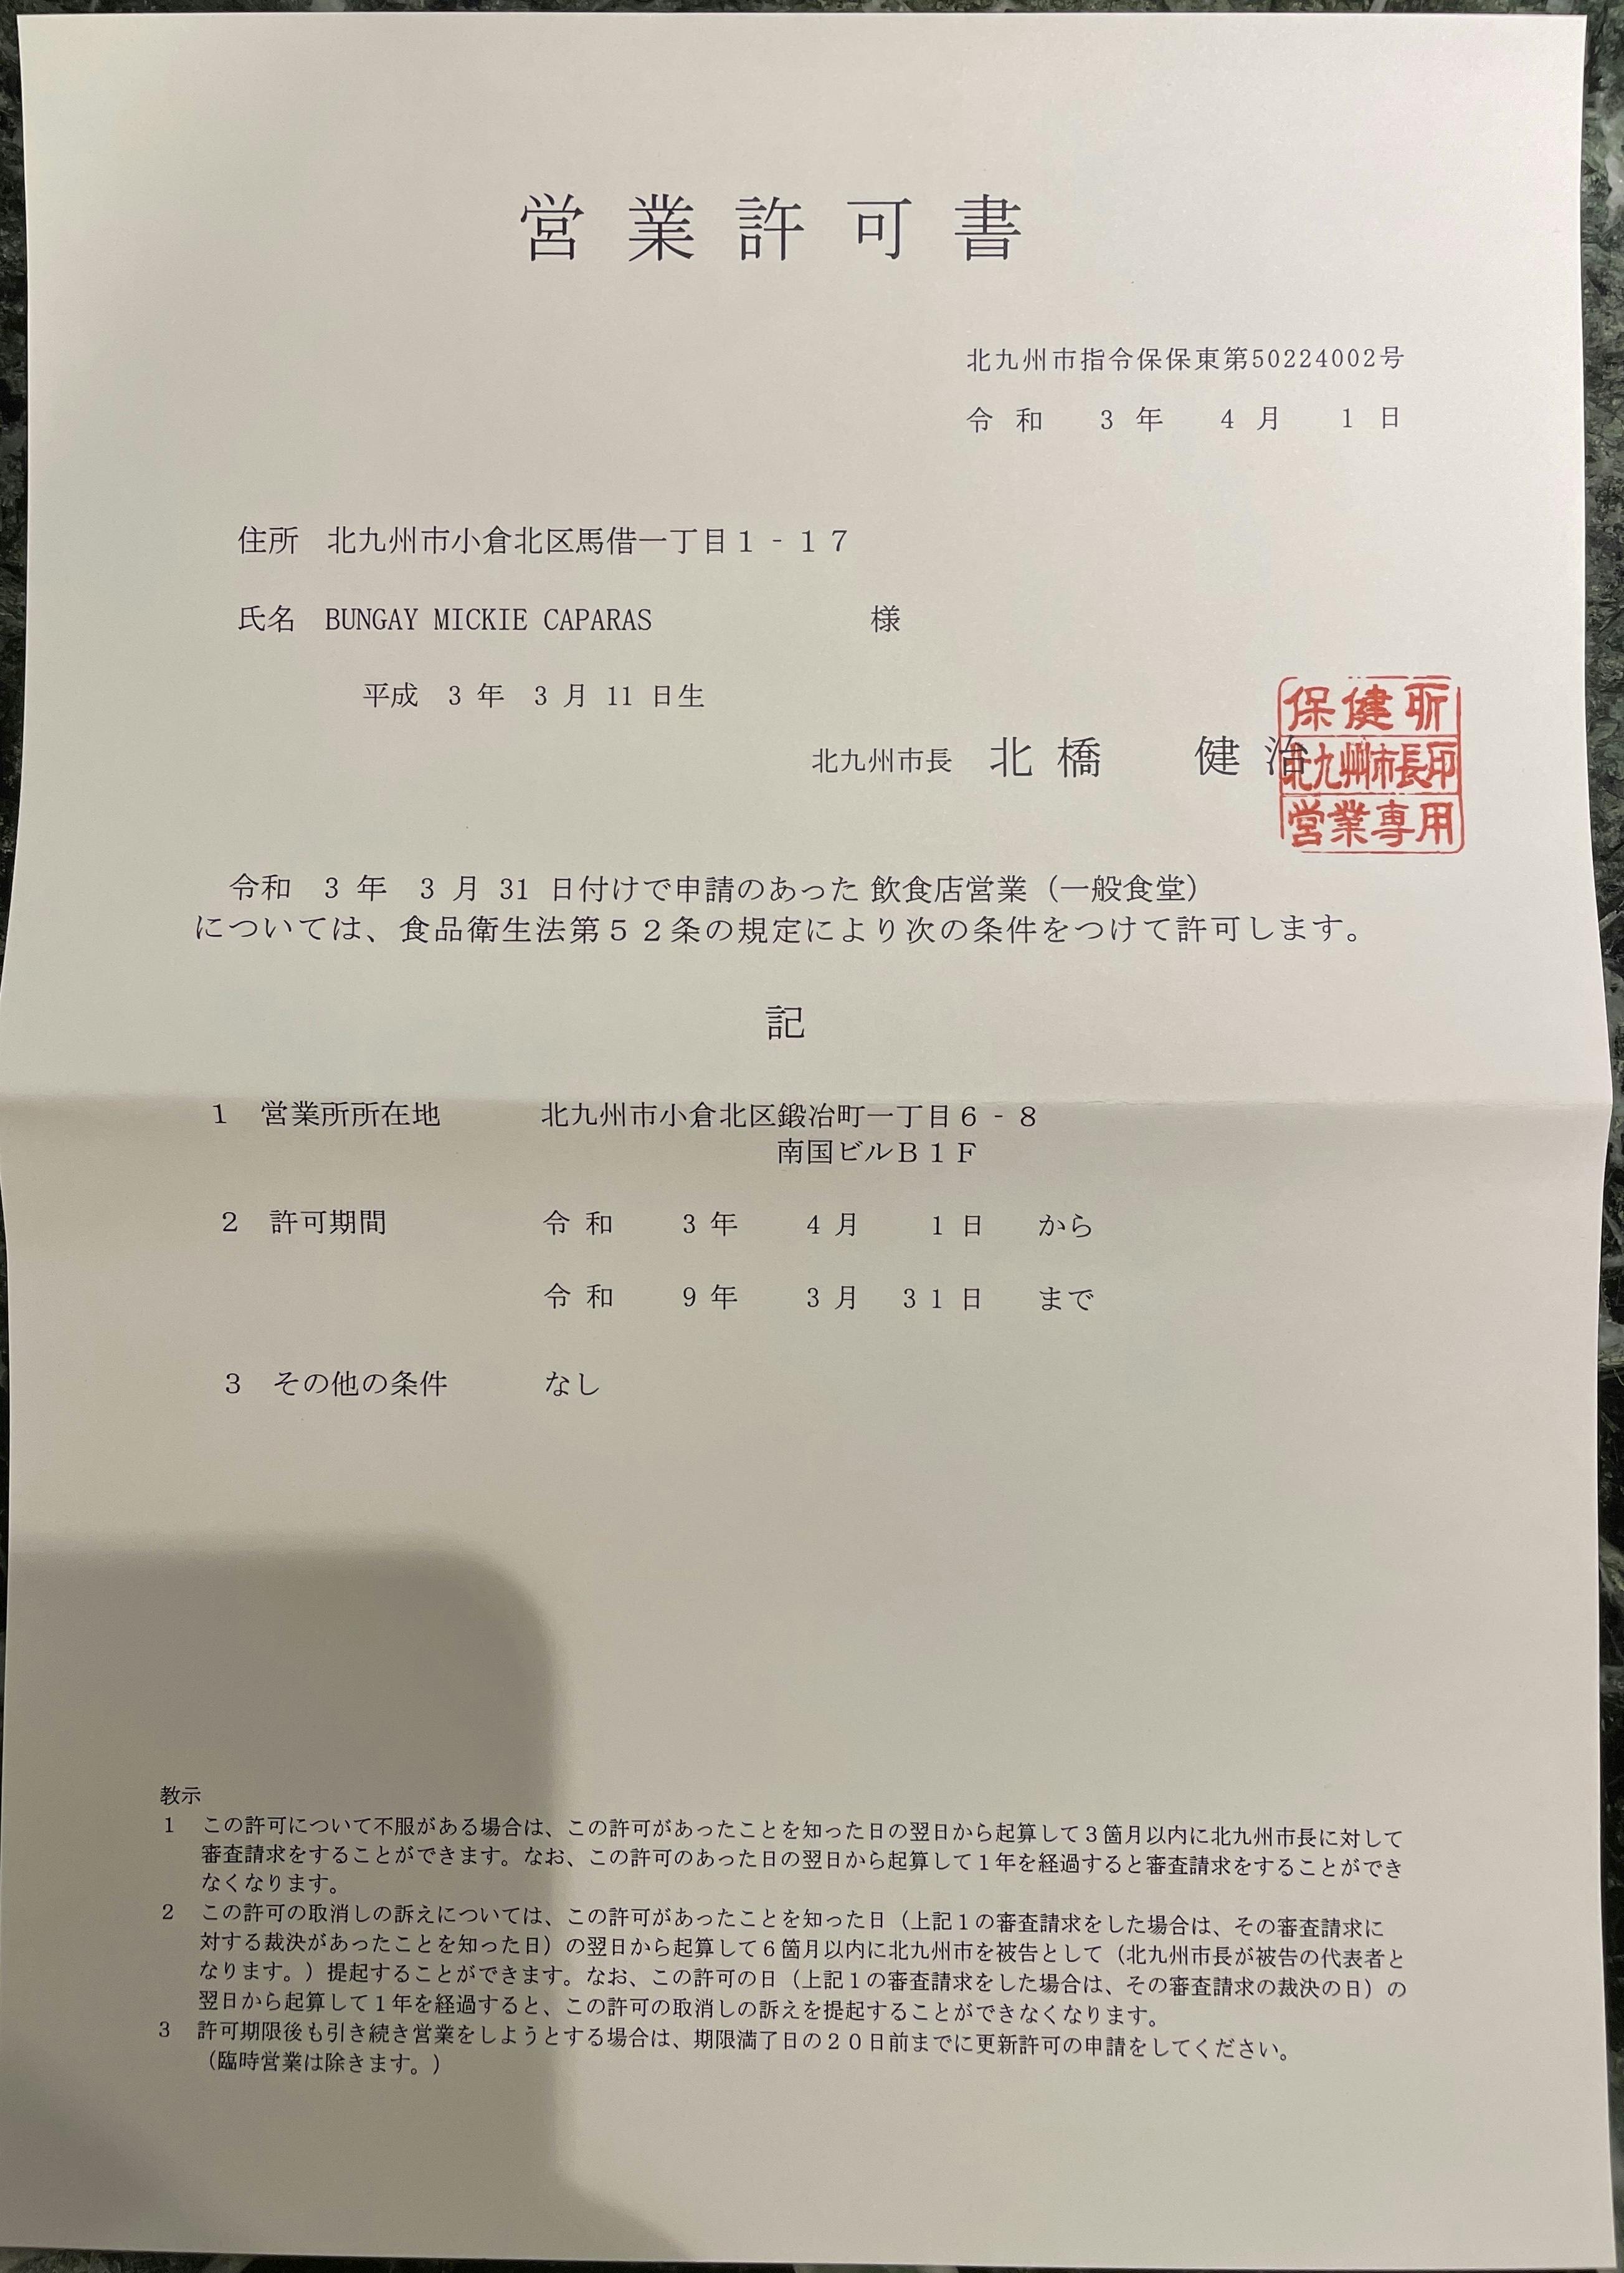 営業許可書
北九州市指令保保東第50224002号
令和 3年 4月 1日
住所 北九州市小倉北区馬借一丁目1-17
氏名 BUNGAY MICKIE CAPARAS 様
平成 3年 3月 11 日生
北九州市長 北橋 健治
保健所
北九州市長印
営業専用
令和 3年 3月 31 日付けで申請のあった 飲食店営業（一般食堂）
については、食品衛生法第５２条の規定により次の条件をつけて許可します。
記
1 営業所所在地 北九州市小倉北区鍛冶町一丁目６-８
南国ビルＢ１Ｆ
2 許可期間 令和 3年 4月 1日 から
令和 9年 3月 31日 まで
3 その他の条件 なし
教示
1 この許可について不服がある場合は、この許可があったことを知った日の翌日から起算して３箇月以内に北九州市長に対して
審査請求をすることができます。なお、この許可のあった日の翌日から起算して１年を経過すると審査請求をすることができ
なくなります。
2 この許可の取消しの訴えについては、この許可があったことを知った日（上記１の審査請求をした場合は、その審査請求に
対する裁決があったことを知った日）の翌日から起算して６箇月以内に北九州市を被告として（北九州市長が被告の代表者と
なります。）提起することができます。なお、この許可の日（上記１の審査請求をした場合は、その審査請求の裁決の日）の
翌日から起算して１年を経過すると、この許可の取消しの訴えを提起することができなくなります。
3 許可期限後も引き続き営業をしようとする場合は、期限満了日の２０日前までに更新許可の申請をしてください。
（臨時営業は除きます。）